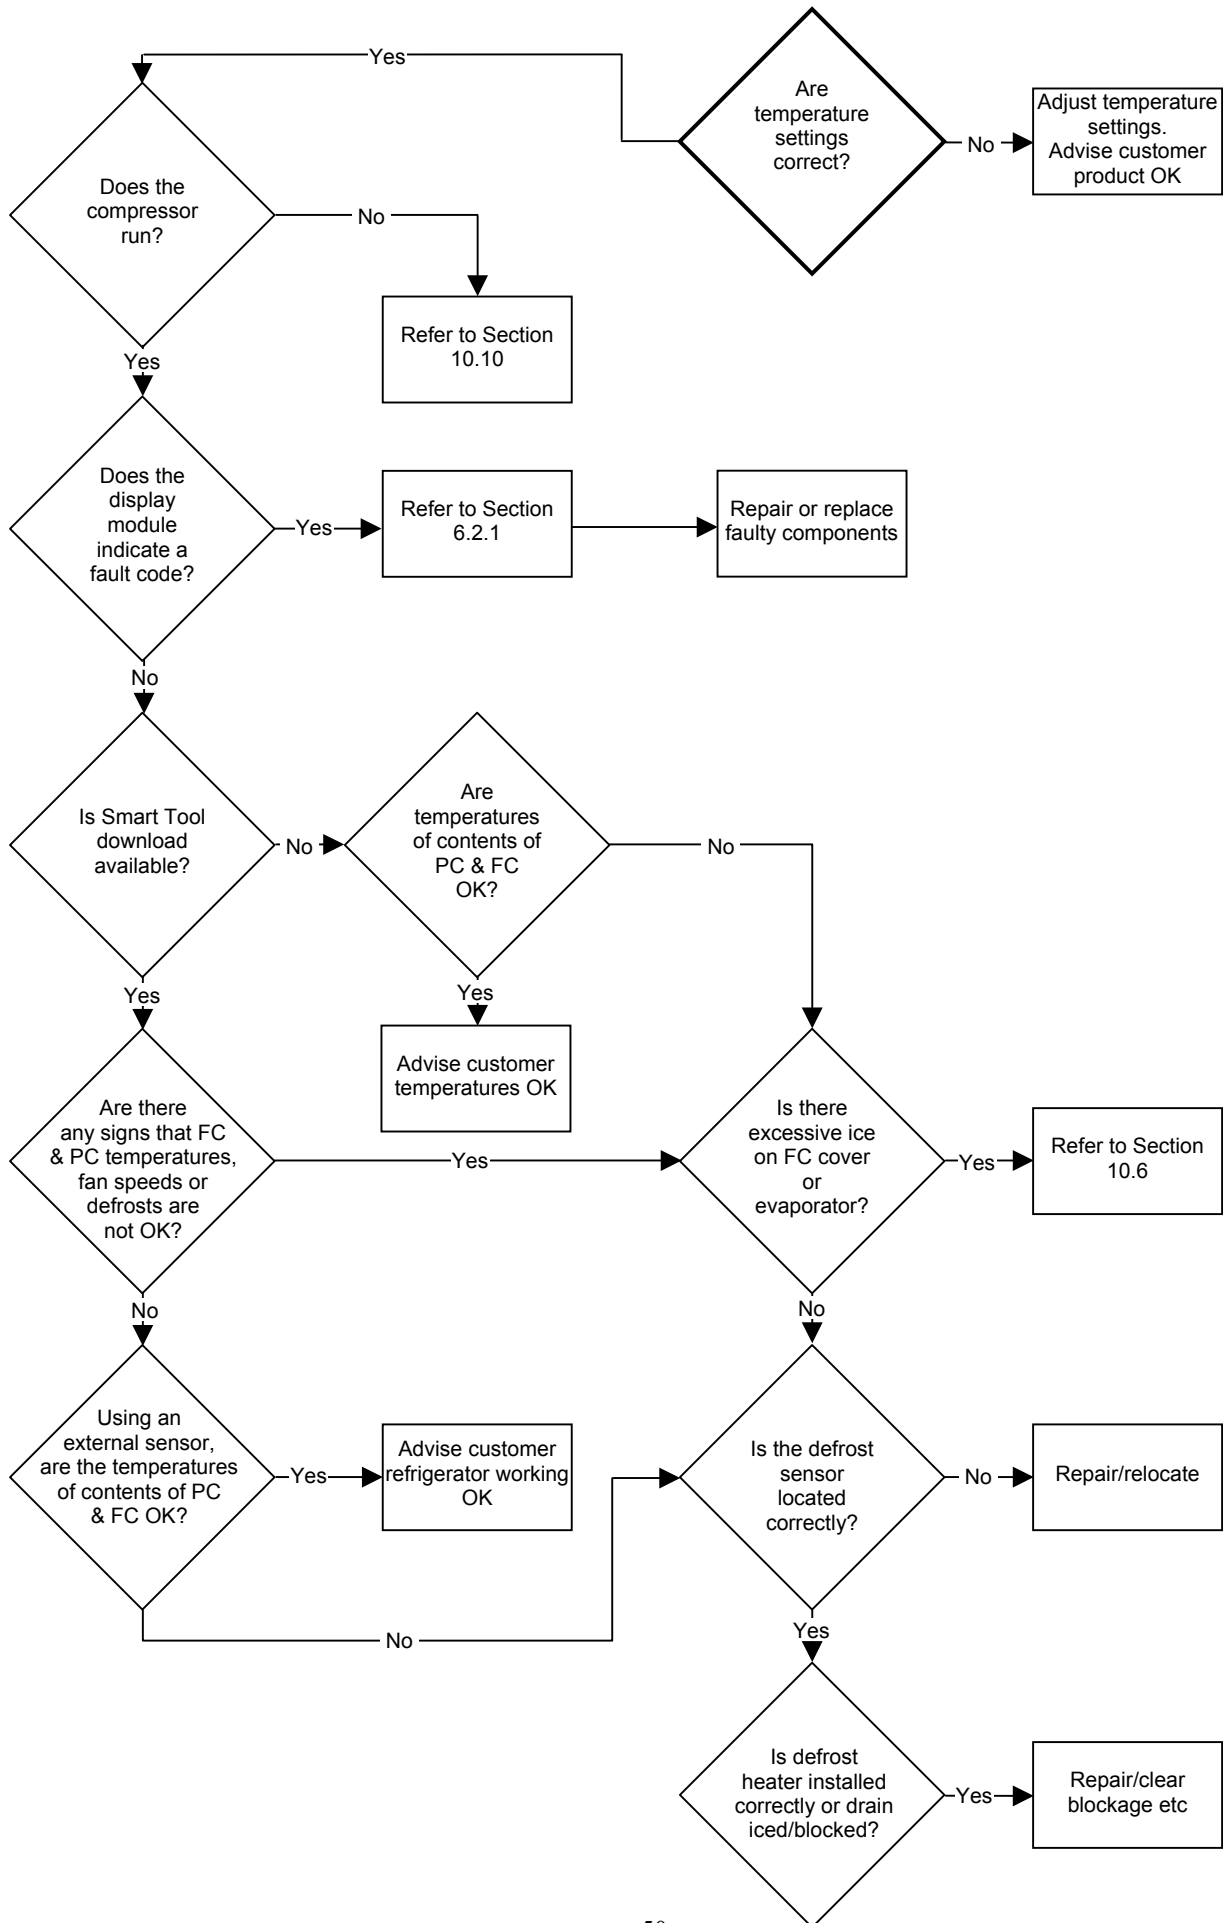 Yes
Are
temperature
settings
correct?
No
Adjust temperature
settings.
Advise customer
product OK
Does the
compressor
run?
No
Refer to Section
10.10
Yes
Does the
display
module
indicate a
fault code?
Yes
Refer to Section
6.2.1
Repair or replace
faulty components
No
Is Smart Tool
download
available?
No
Are
temperatures
of contents of
PC & FC
OK?
No
Yes
Yes
Advise customer
temperatures OK
Are there
any signs that FC
& PC temperatures,
fan speeds or
defrosts are
not OK?
Yes
Is there
excessive ice
on FC cover
or
evaporator?
Yes
Refer to Section
10.6
No
No
Using an
external sensor,
are the temperatures
of contents of PC
& FC OK?
Yes
Advise customer
refrigerator working
OK
Is the defrost
sensor
located
correctly?
No
Repair/relocate
No
Yes
Is defrost
heater installed
correctly or drain
iced/blocked?
Yes
Repair/clear
blockage etc